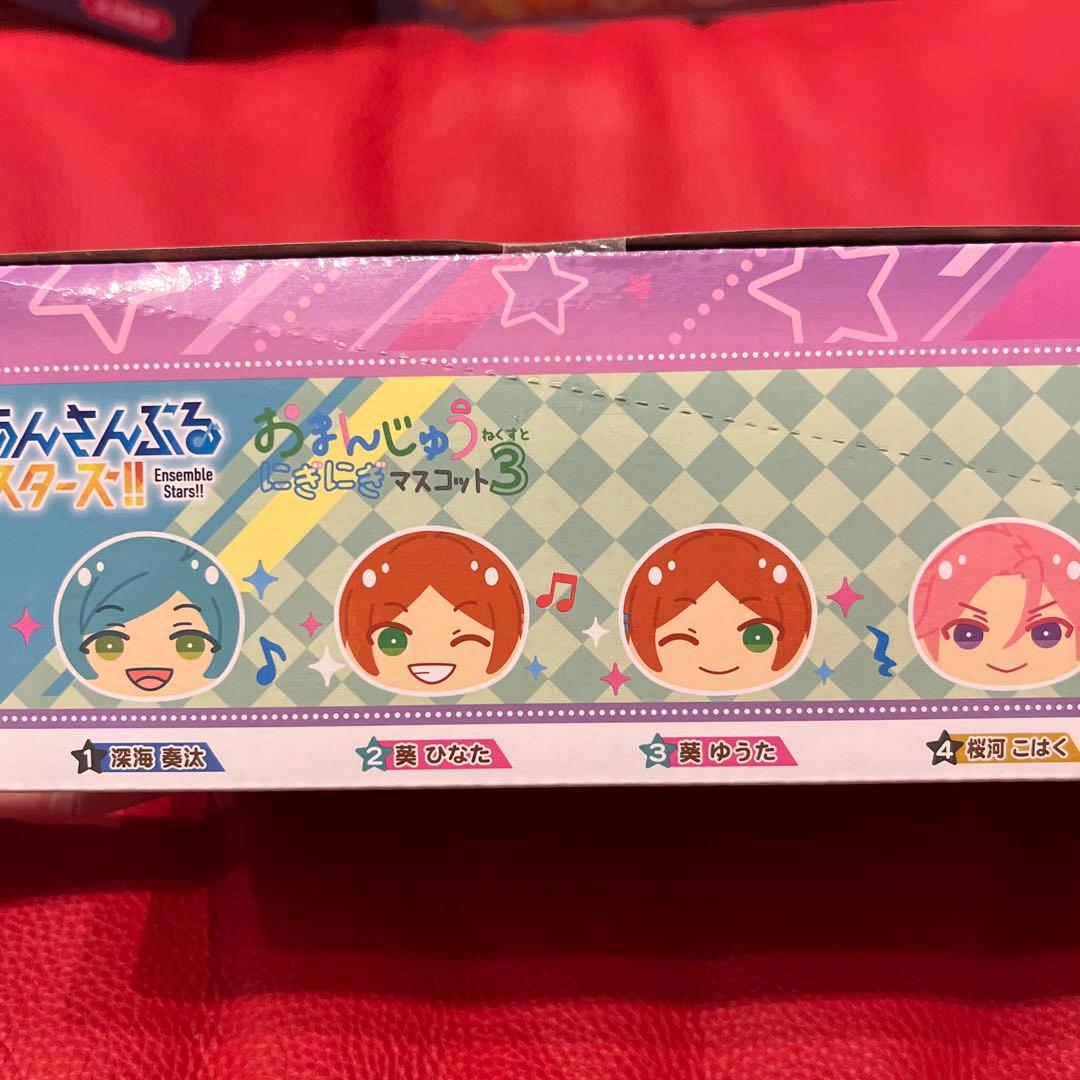 あんさんぶる
スターズ!!
Ensemble
Stars!!
おまんじゅう
ねくすと
にぎにぎマスコット3
1 深海 奏汰
2 葵 ひなた
3 葵 ゆうた
4 桜河 こはく